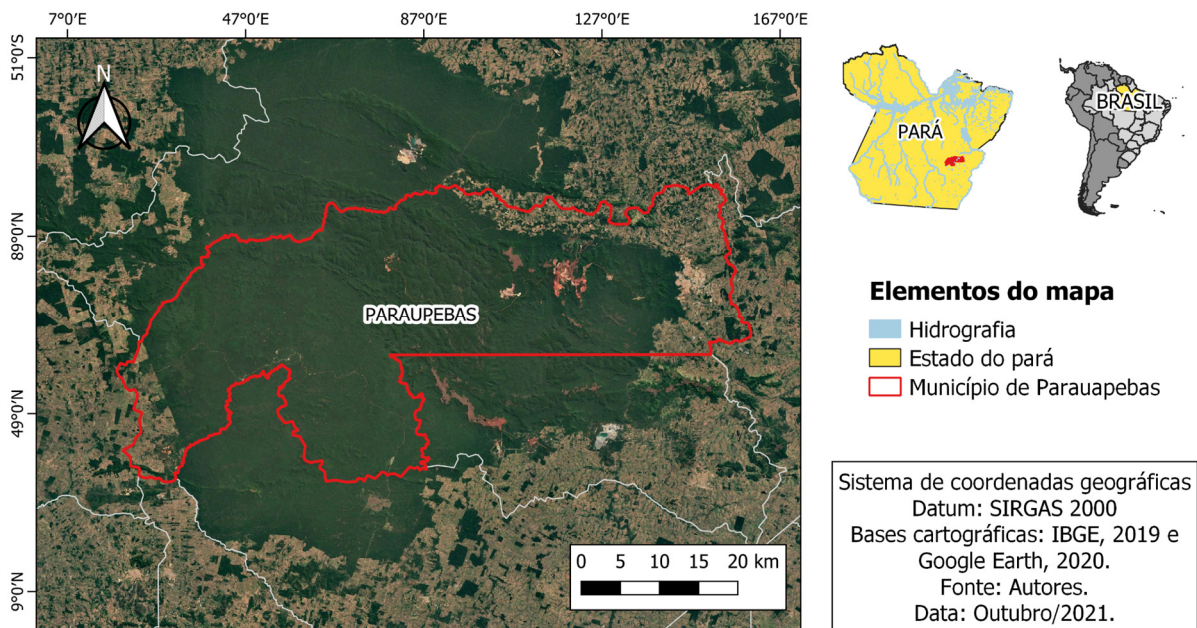 7°0′E 47°0′E 87°0′E 127°0′E 167°0′E
51°0′S
89°0′N
49°0′N
9°0′N
N
PARAUPEBAS
0 5 10 15 20 km
PARÁ
BRASIL
Elementos do mapa
Hidrografia
Estado do pará
Município de Parauapebas
Sistema de coordenadas geográficas
Datum: SIRGAS 2000
Bases cartográficas: IBGE, 2019 e
Google Earth, 2020.
Fonte: Autores.
Data: Outubro/2021.